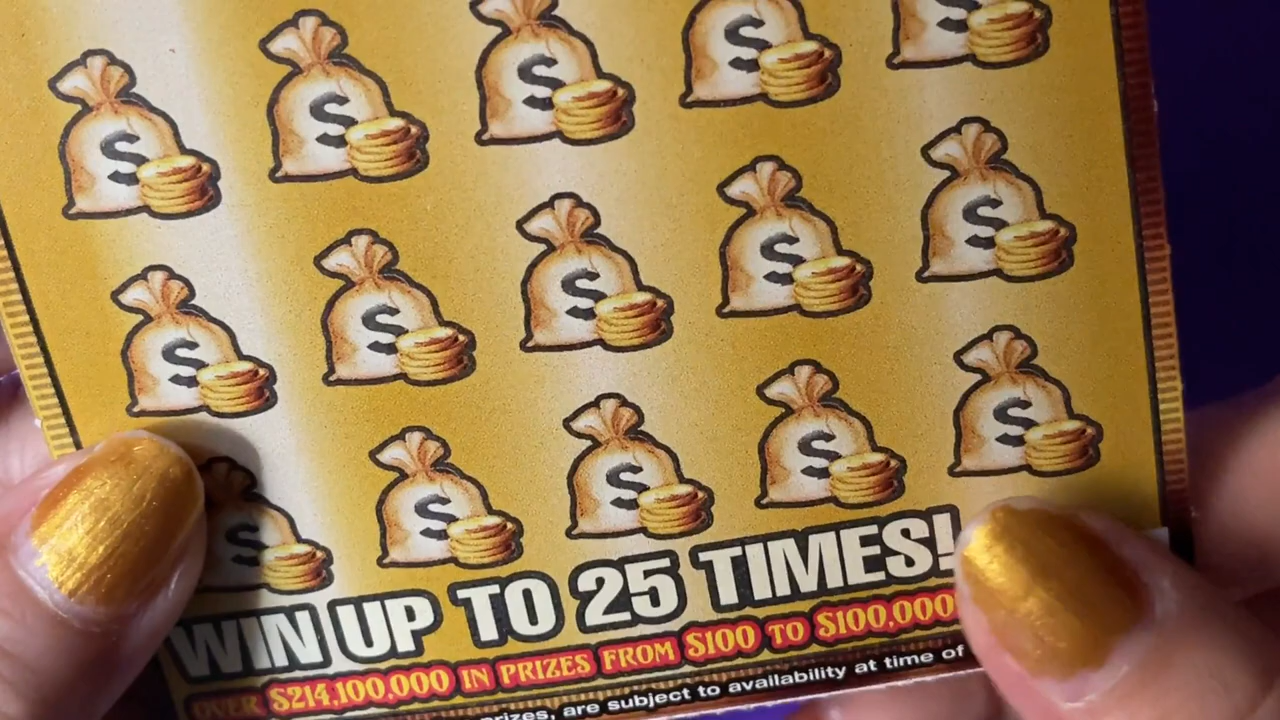 WIN UP TO 25 TIMES!
OVER $214,100,000 IN PRIZES FROM $100 TO $100,000
prizes, are subject to availability at time of